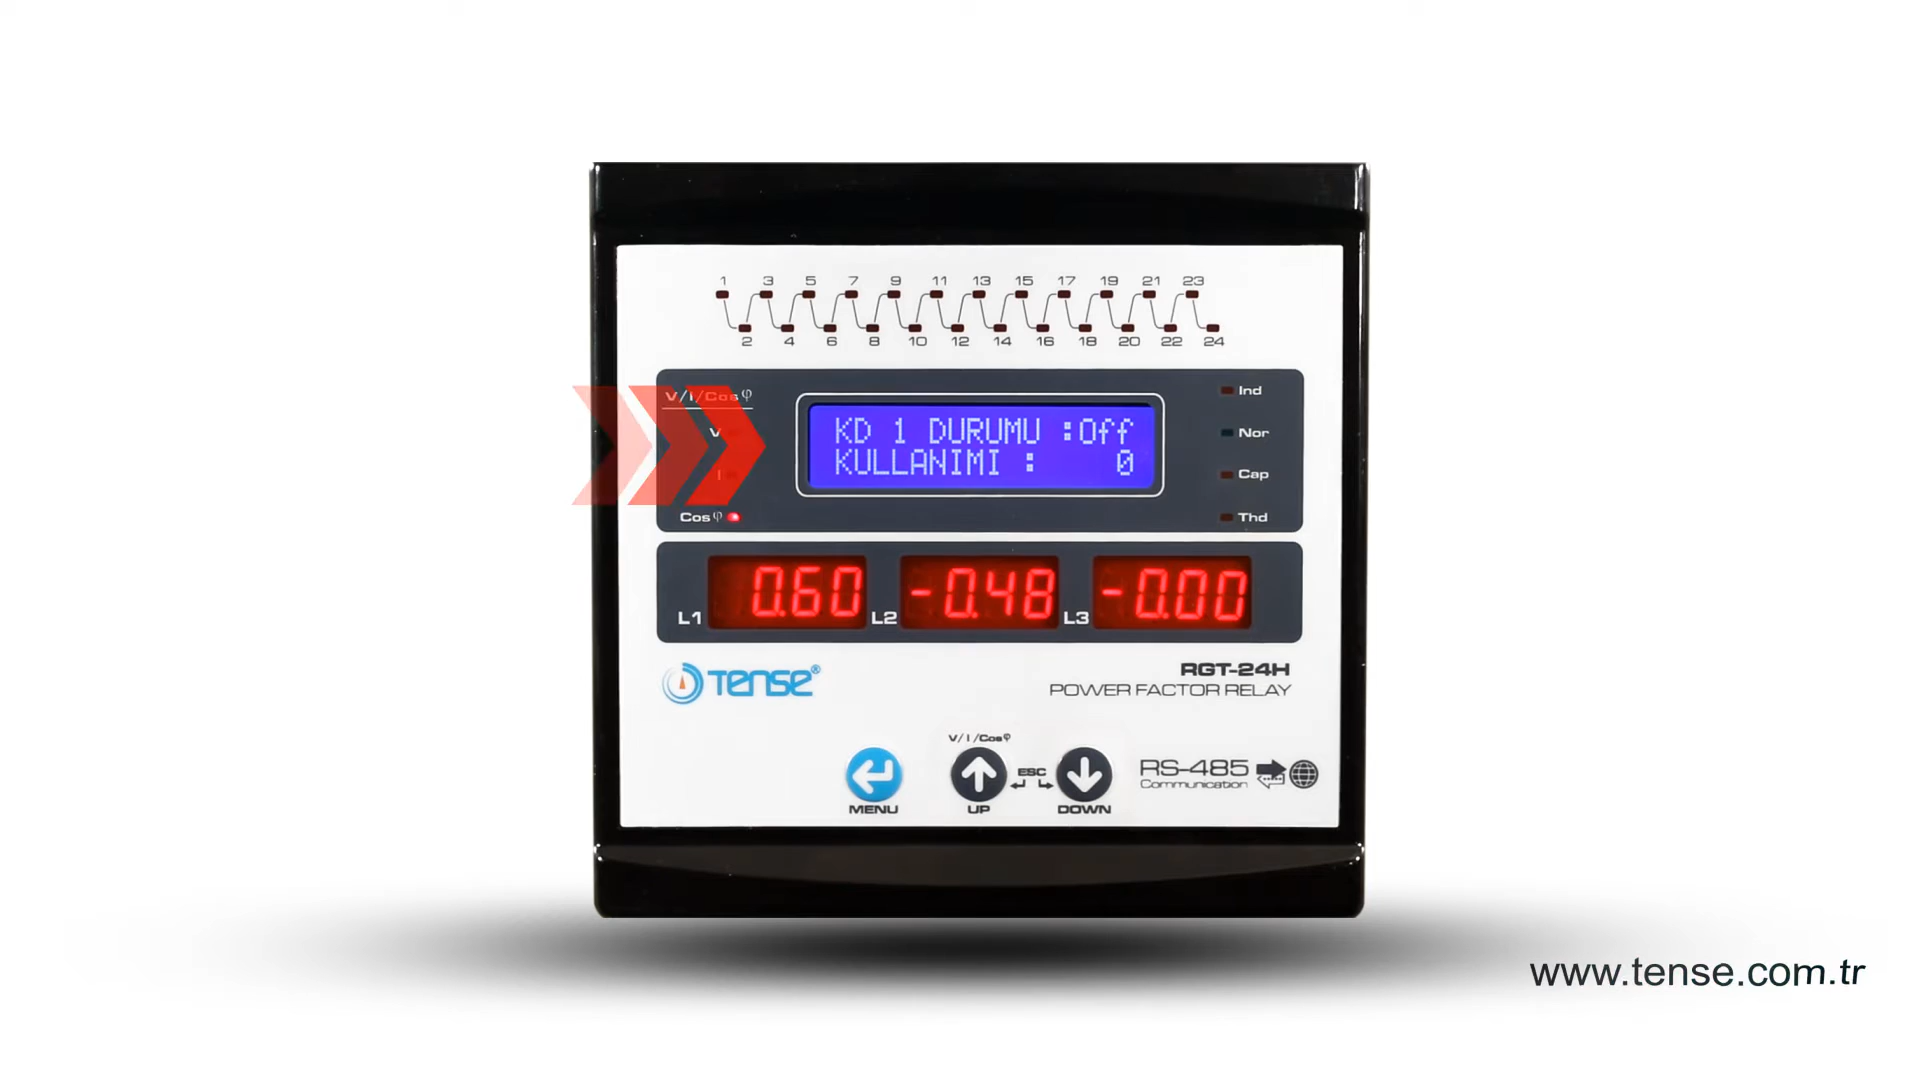 1 3 5 7 9 11 13 15 17 19 21 23
2 4 6 8 10 12 14 16 18 20 22 24
V/I/Cosφ
V
I
Cosφ
KD 1 DURUMU :Off
KULLANIMI : 0
Ind
Nor
Cap
Thd
L1 0.60 L2 -0.48 L3 -0.00
TENSE®
RGT-24H
POWER FACTOR RELAY
V/I/Cosφ
MENU
UP
ESC
DOWN
RS-485
Communication
www.tense.com.tr